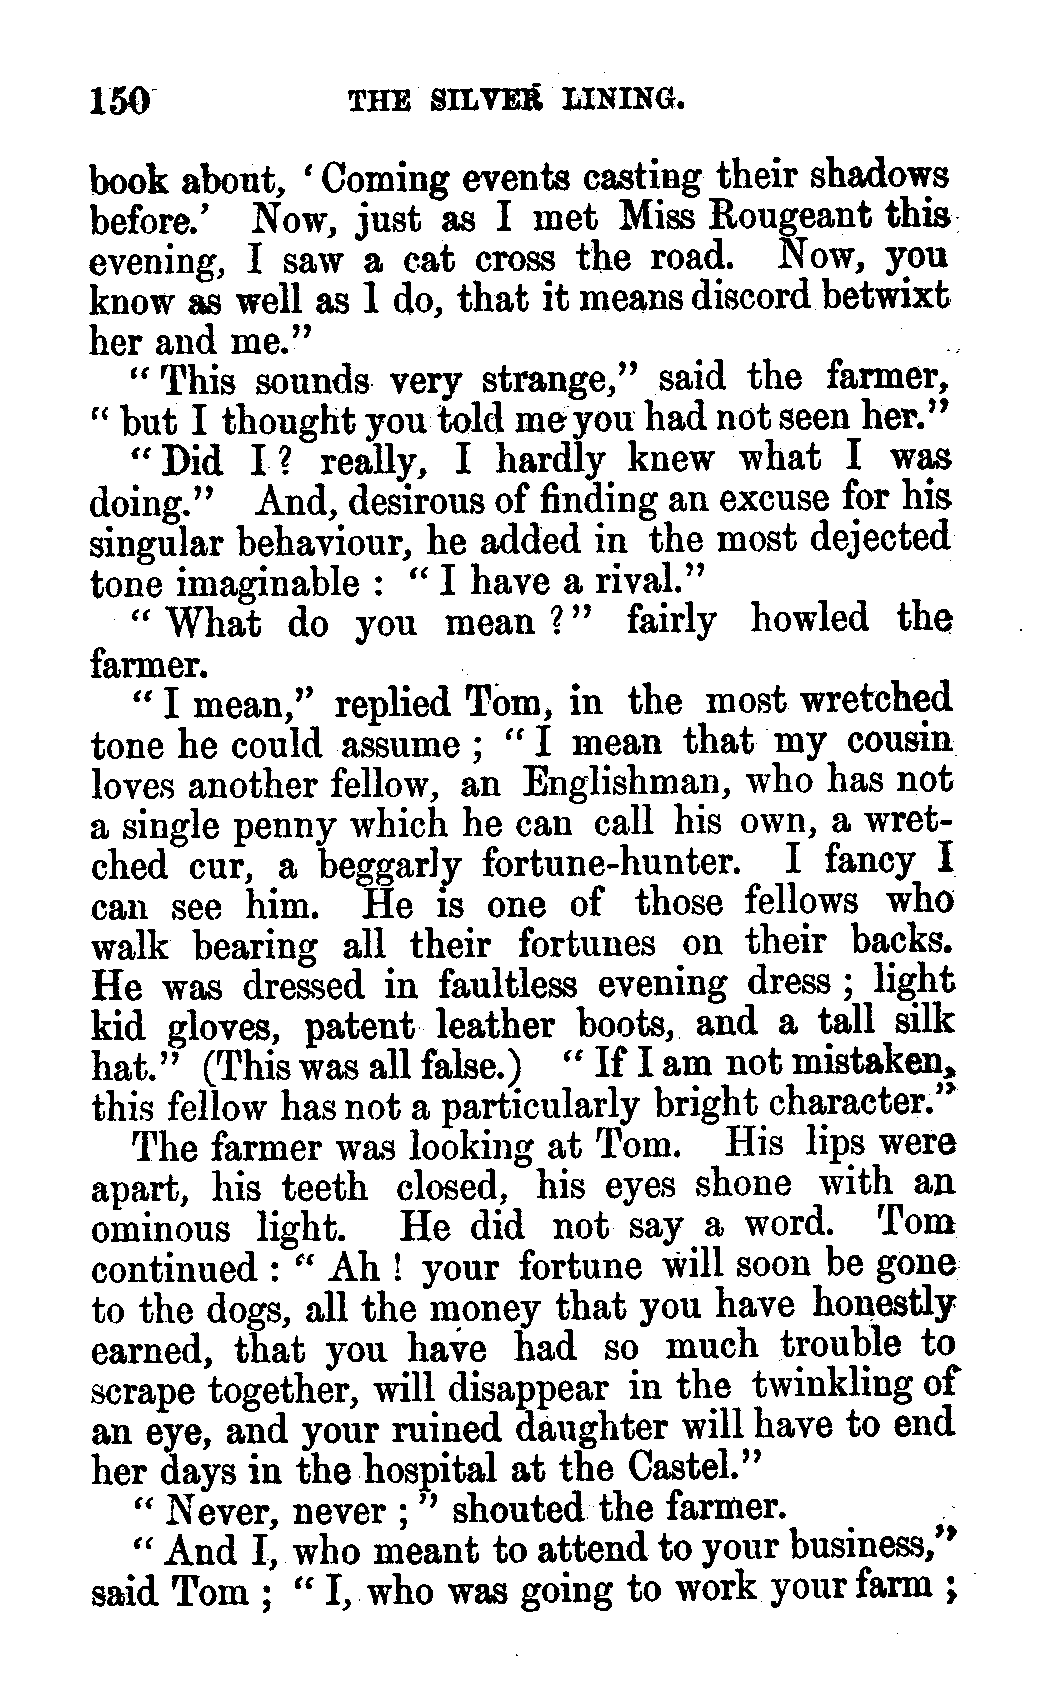 150 THE SILVER LINING.
book about, ‘ Coming events casting their shadows
before.’ Now, just as I met Miss Rougeant this
evening, I saw a cat cross the road. Now, you
know as well as I do, that it means discord betwixt
her and me.”
“ This sounds very strange,” said the farmer,
“ but I thought you told me you had not seen her.”
“ Did I ? really, I hardly knew what I was
doing.” And, desirous of finding an excuse for his
singular behaviour, he added in the most dejected
tone imaginable : “ I have a rival.”
“ What do you mean ? ” fairly howled the
farmer.
“ I mean,” replied Tom, in the most wretched
tone he could assume ; “ I mean that my cousin
loves another fellow, an Englishman, who has not
a single penny which he can call his own, a wret-
ched cur, a beggarly fortune-hunter. I fancy I
can see him. He is one of those fellows who
walk bearing all their fortunes on their backs.
He was dressed in faultless evening dress ; light
kid gloves, patent leather boots, and a tall silk
hat.” (This was all false.) “ If I am not mistaken,
this fellow has not a particularly bright character.”
The farmer was looking at Tom. His lips were
apart, his teeth closed, his eyes shone with an
ominous light. He did not say a word. Tom
continued : “ Ah ! your fortune will soon be gone
to the dogs, all the money that you have honestly
earned, that you have had so much trouble to
scrape together, will disappear in the twinkling of
an eye, and your ruined daughter will have to end
her days in the hospital at the Castel.”
“ Never, never ; ” shouted the farmer.
“ And I, who meant to attend to your business,”
said Tom ; “ I, who was going to work your farm ;